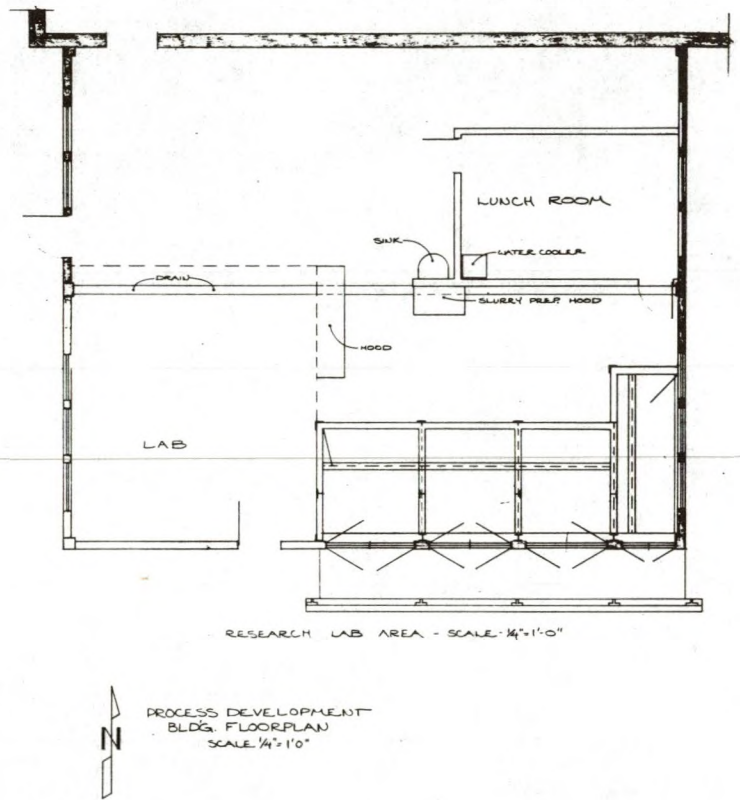 LUNCH ROOM
SINK
WATER COOLER
DRAIN
SLURRY PREP. HOOD
HOOD
LAB
RESEARCH LAB AREA - SCALE - 1/4"=1'-0"
N
PROCESS DEVELOPMENT
BLD'G. FLOORPLAN
SCALE 1/4"=1'0"